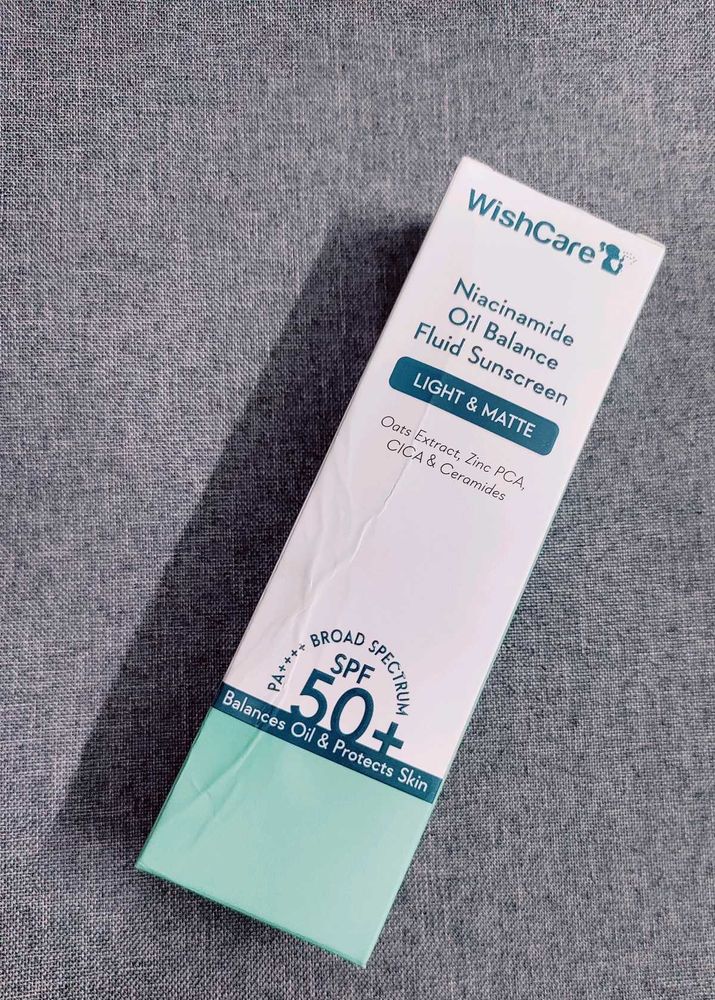 WishCare
Niacinamide
Oil Balance
Fluid Sunscreen
LIGHT & MATTE
Oats Extract, Zinc PCA,
CICA & Ceramides
PA++++ BROAD SPECTRUM
SPF
50+
Balances Oil & Protects Skin